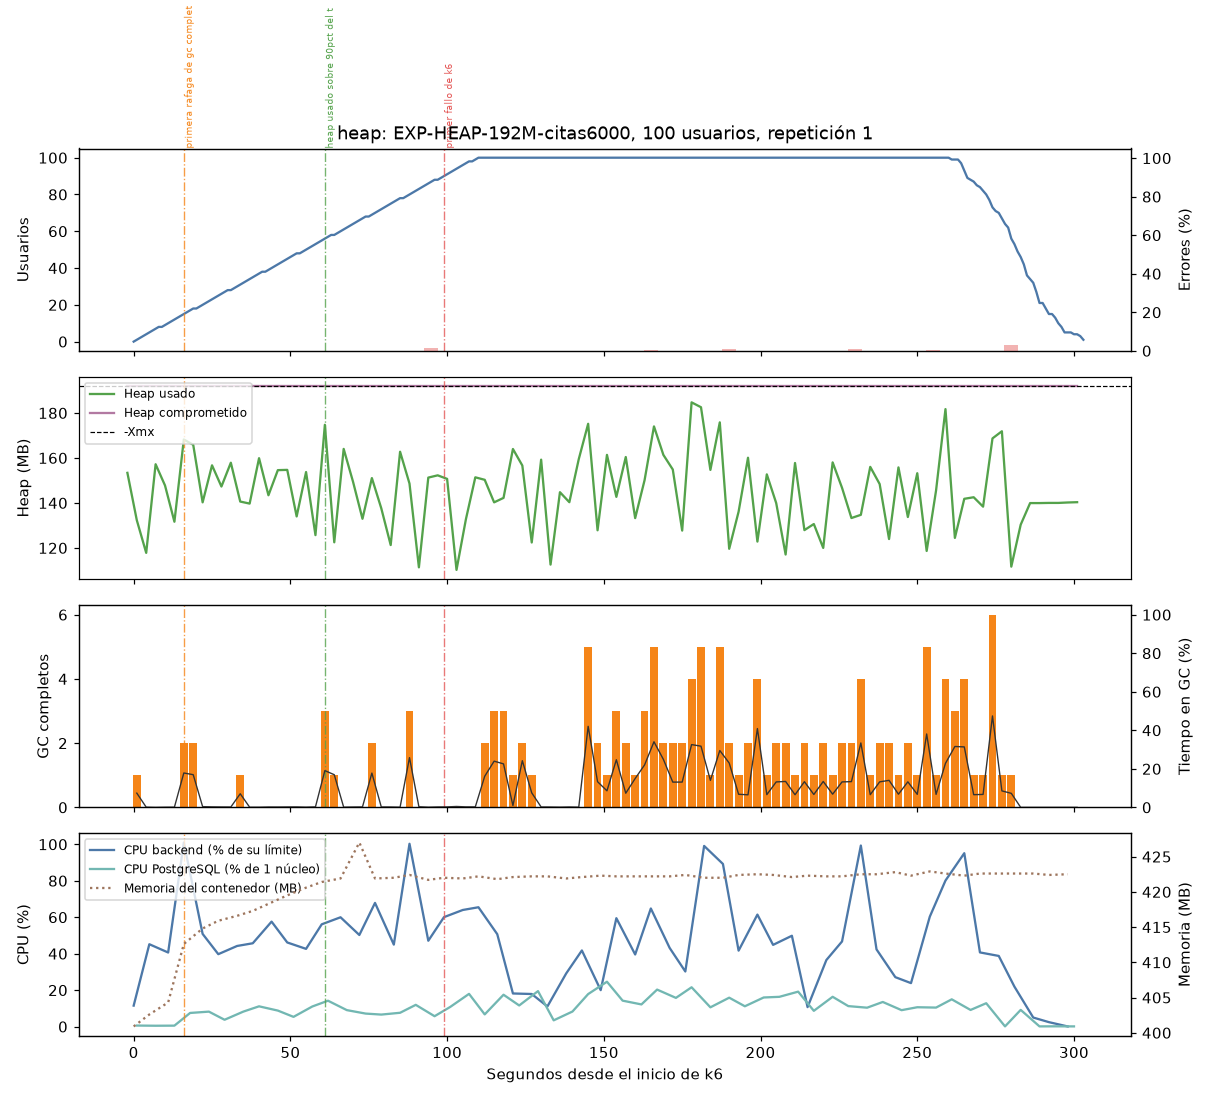 primera rafaga de gc complet
heap usado sobre 90pct del t
primer fallo de k6
heap: EXP-HEAP-192M-citas6000, 100 usuarios, repetición 1
Usuarios
100
80
60
40
20
0
100
80
60
40
20
0
Errores (%)
Heap (MB)
180
160
140
120
Heap usado
Heap comprometido
-Xmx
GC completos
6
4
2
0
100
80
60
40
20
0
Tiempo en GC (%)
CPU (%)
100
80
60
40
20
0
CPU backend (% de su límite)
CPU PostgreSQL (% de 1 núcleo)
Memoria del contenedor (MB)
425
420
415
410
405
400
Memoria (MB)
0 50 100 150 200 250 300
Segundos desde el inicio de k6